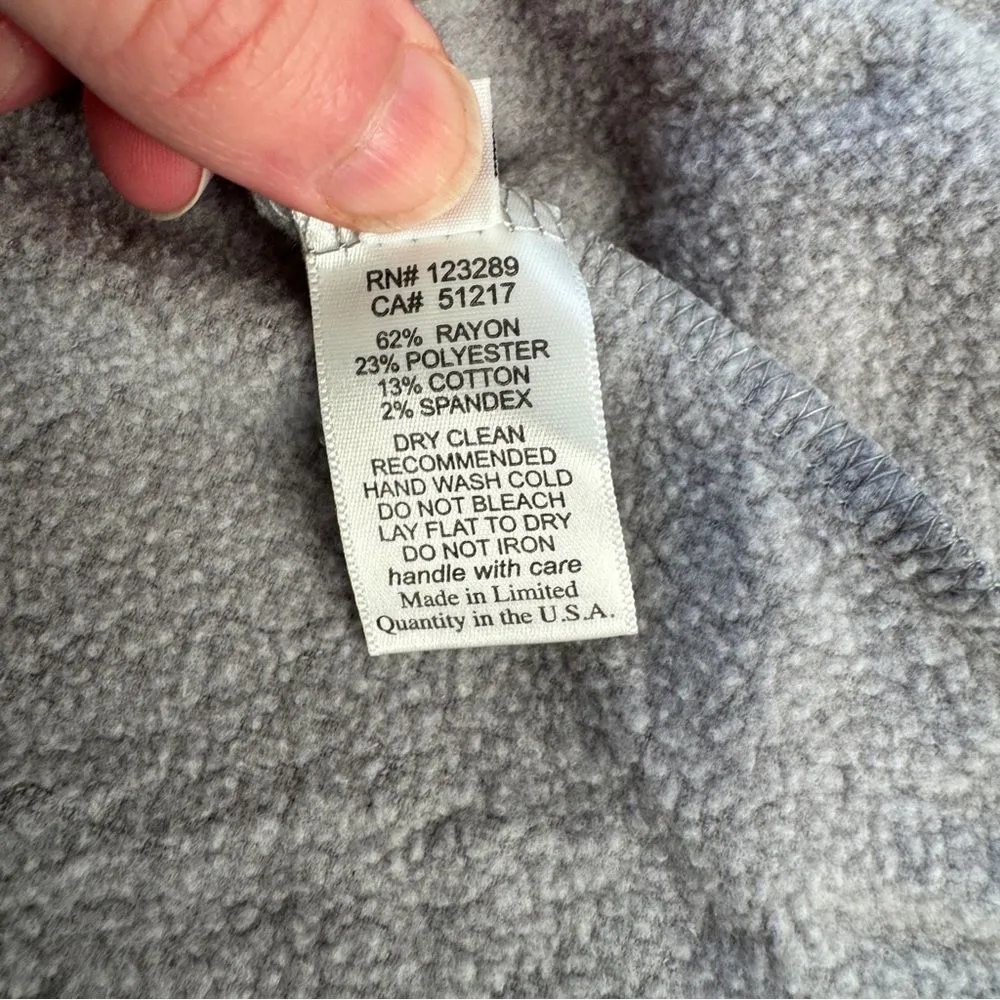 RN# 123289
CA# 51217
62% RAYON
23% POLYESTER
13% COTTON
2% SPANDEX
DRY CLEAN
RECOMMENDED
HAND WASH COLD
DO NOT BLEACH
LAY FLAT TO DRY
DO NOT IRON
handle with care
Made in Limited
Quantity in the U.S.A.